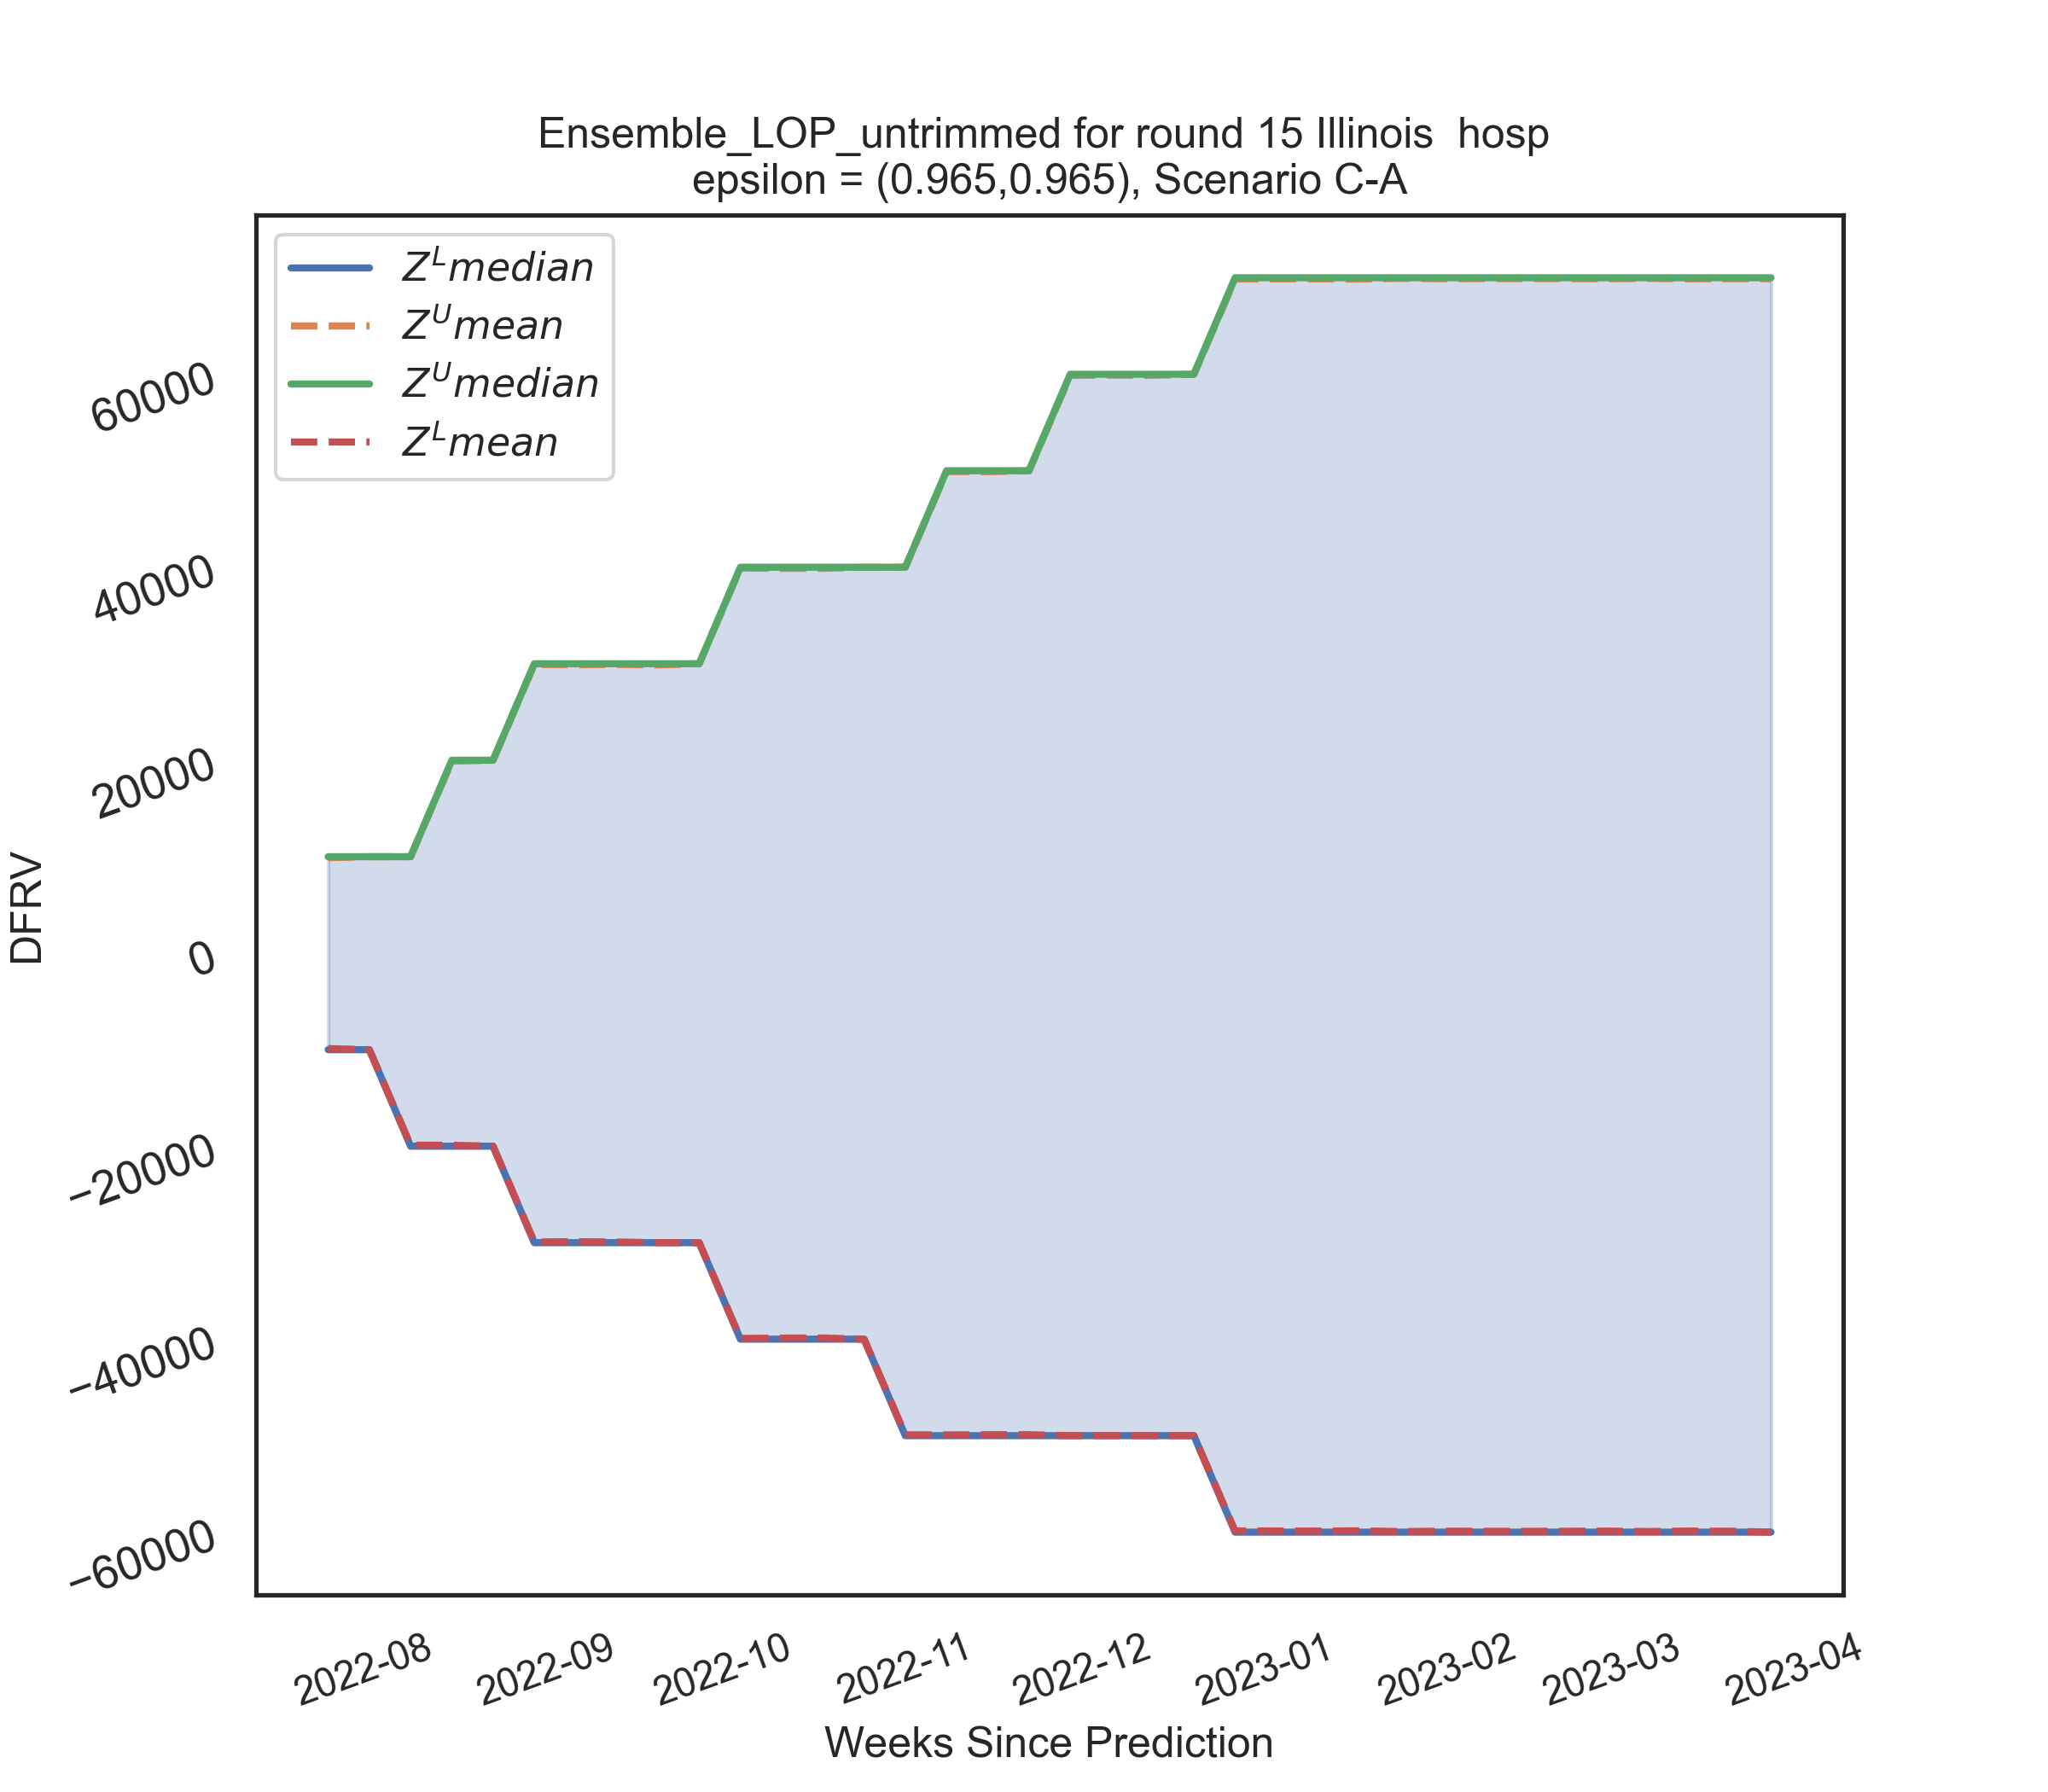 Ensemble_LOP_untrimmed for round 15 Illinois  hosp
epsilon = (0.965,0.965), Scenario C-A
Z^L median
Z^U mean
Z^U median
Z^L mean
60000
40000
20000
0
−20000
−40000
−60000
DFRV
2022-08
2022-09
2022-10
2022-11
2022-12
2023-01
2023-02
2023-03
2023-04
Weeks Since Prediction